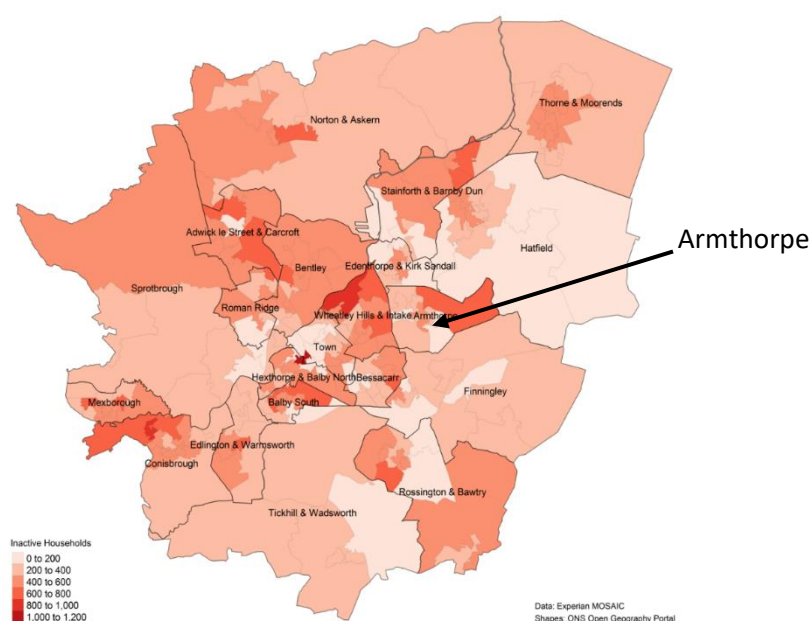 Norton & Askern
Thorne & Moorends
Stainforth & Barnby Dun
Adwick le Street & Carcroft
Hatfield
Armthorpe
Bentley
Edenthorpe & Kirk Sandall
Sprotbrough
Roman Ridge
Wheatley Hills & Intake
Armthorpe
Town
Hexthorpe & Balby North
Bessacarr
Finningley
Mexborough
Balby South
Edlington & Warmsworth
Conisbrough
Rossington & Bawtry
Tickhill & Wadsworth
Inactive Households
0 to 200
200 to 400
400 to 600
600 to 800
800 to 1,000
1,000 to 1,200
Data: Experian MOSAIC
Shapes: ONS Open Geography Portal